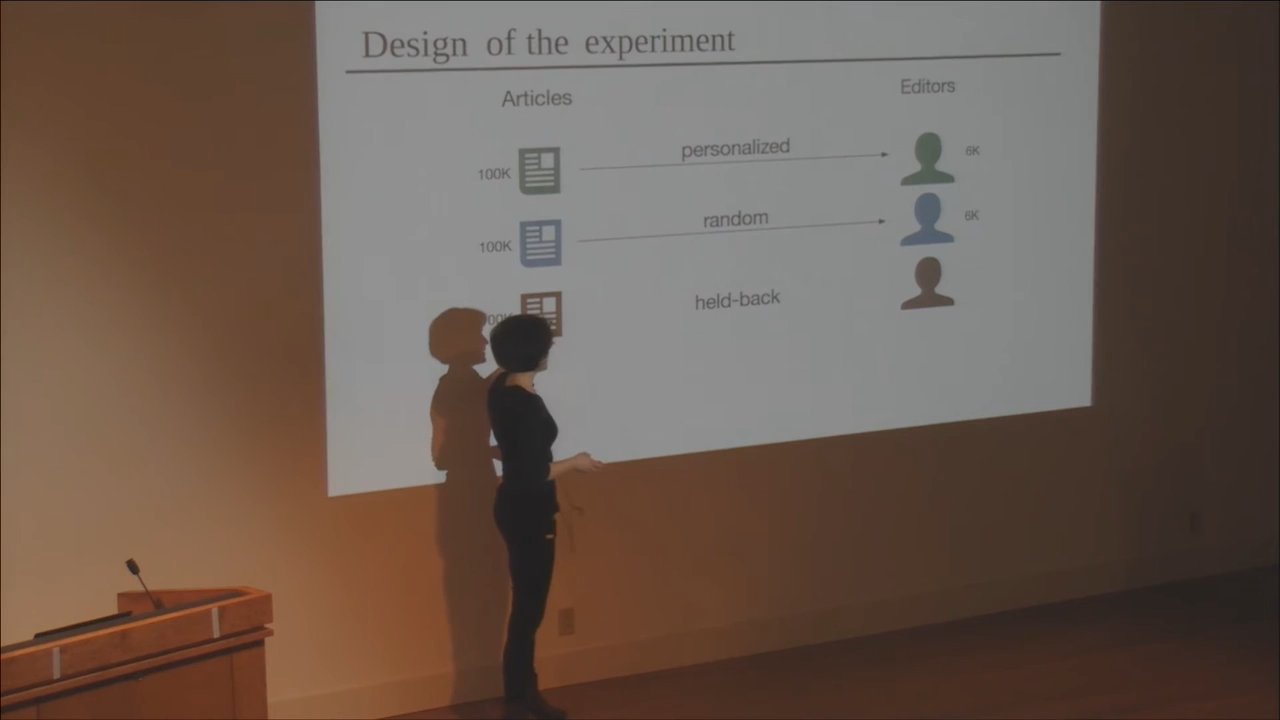 Design of the experiment
Articles Editors
personalized
100K 6K
random
100K 6K
held-back